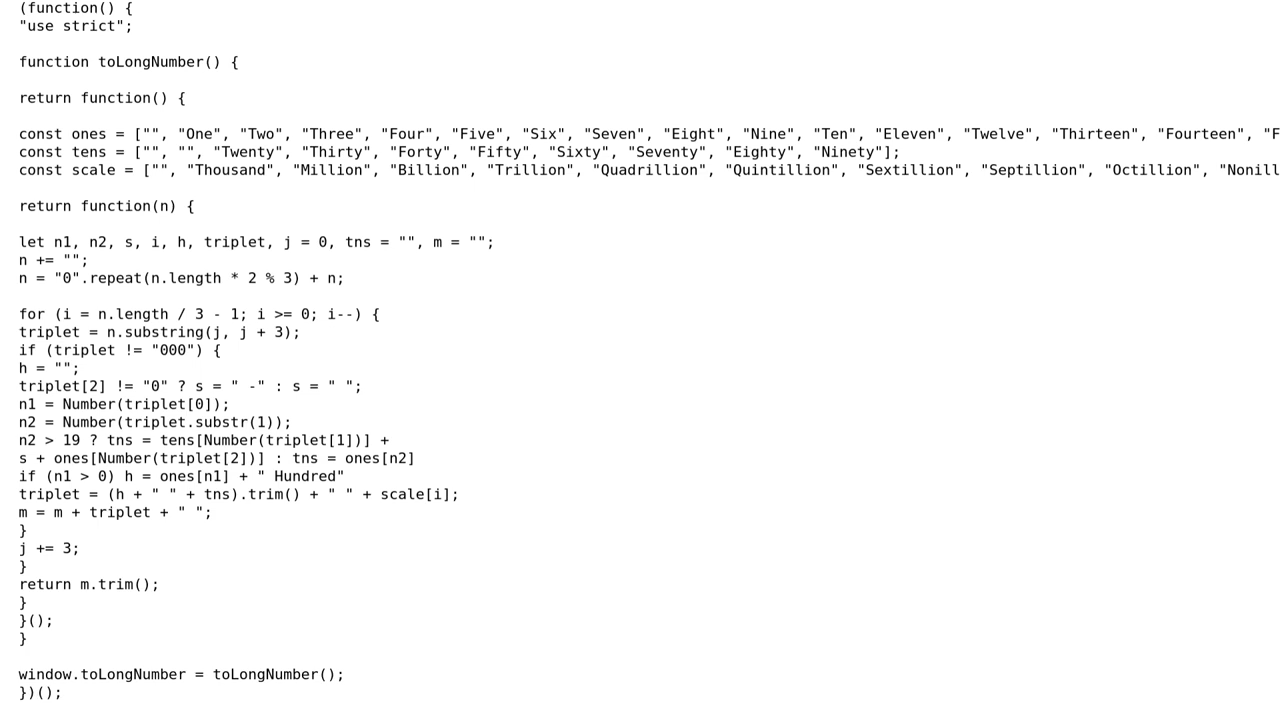 (function() {
"use strict";
function toLongNumber() {
return function() {
const ones = ["", "One", "Two", "Three", "Four", "Five", "Six", "Seven", "Eight", "Nine", "Ten", "Eleven", "Twelve", "Thirteen", "Fourteen", "F
const tens = ["", "", "Twenty", "Thirty", "Forty", "Fifty", "Sixty", "Seventy", "Eighty", "Ninety"];
const scale = ["", "Thousand", "Million", "Billion", "Trillion", "Quadrillion", "Quintillion", "Sextillion", "Septillion", "Octillion", "Nonill
return function(n) {
let n1, n2, s, i, h, triplet, j = 0, tns = "", m = "";
n += "";
n = "0".repeat(n.length * 2 % 3) + n;
for (i = n.length / 3 - 1; i >= 0; i--) {
triplet = n.substring(j, j + 3);
if (triplet != "000") {
h = "";
triplet[2] != "0" ? s = " -" : s = " ";
n1 = Number(triplet[0]);
n2 = Number(triplet.substr(1));
n2 > 19 ? tns = tens[Number(triplet[1])] +
s + ones[Number(triplet[2])] : tns = ones[n2]
if (n1 > 0) h = ones[n1] + " Hundred"
triplet = (h + " " + tns).trim() + " " + scale[i];
m = m + triplet + " ";
}
j += 3;
}
return m.trim();
}
}();
}
window.toLongNumber = toLongNumber();
})();